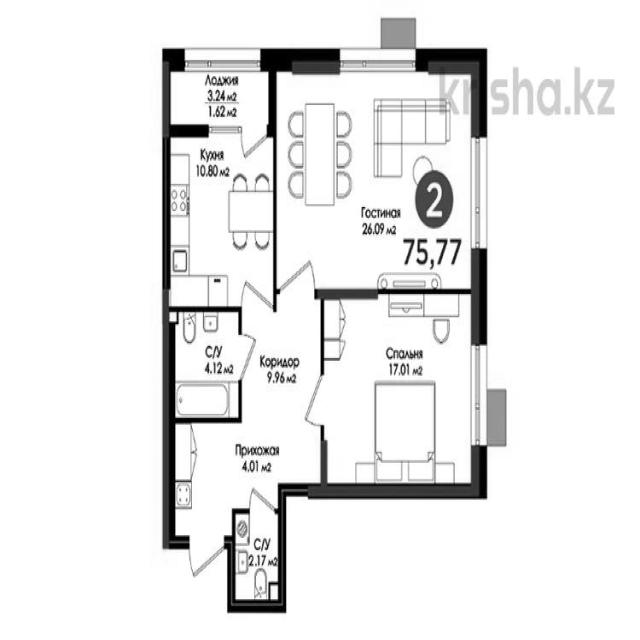 krisha.kz
Лоджия
3.24 м2
1.62 м2
Кухня
10.80 м2
Гостиная
26.09 м2
2
75,77
С/У
4.12 м2
Коридор
9.96 м2
Спальня
17.01 м2
Прихожая
4.01 м2
С/У
2.17 м2